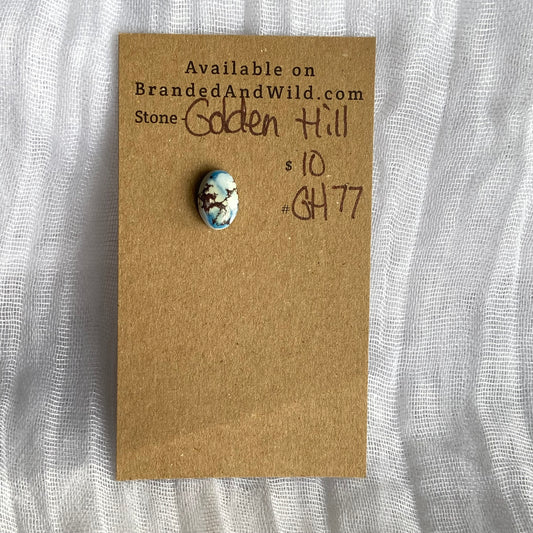 Available on
BrandedAndWild.com
Stone Golden Hill
$ 10
# GH77